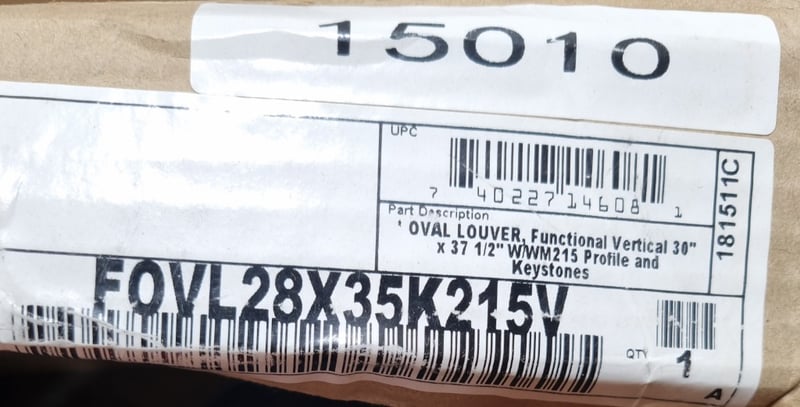 15010
UPC
7 40227 14608 1
181511C
Part Description
* OVAL LOUVER, Functional Vertical 30"
x 37 1/2" W/WM215 Profile and
Keystones
FOVL28X35K215V
QTY 1
A